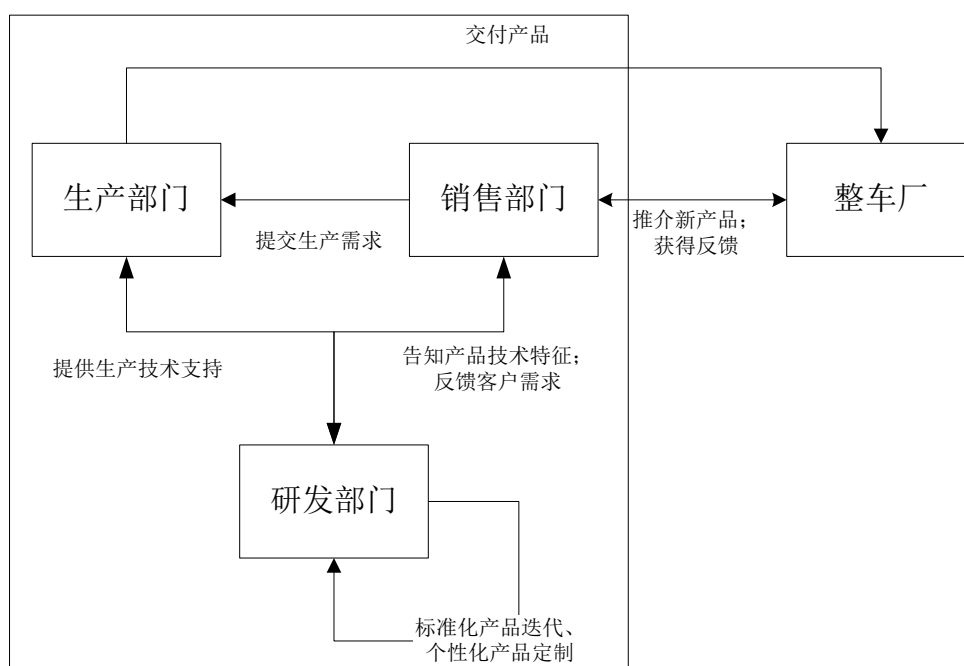 交付产品
生产部门
销售部门
整车厂
提交生产需求
推介新产品；
获得反馈
提供生产技术支持
告知产品技术特征；
反馈客户需求
研发部门
标准化产品迭代、
个性化产品定制